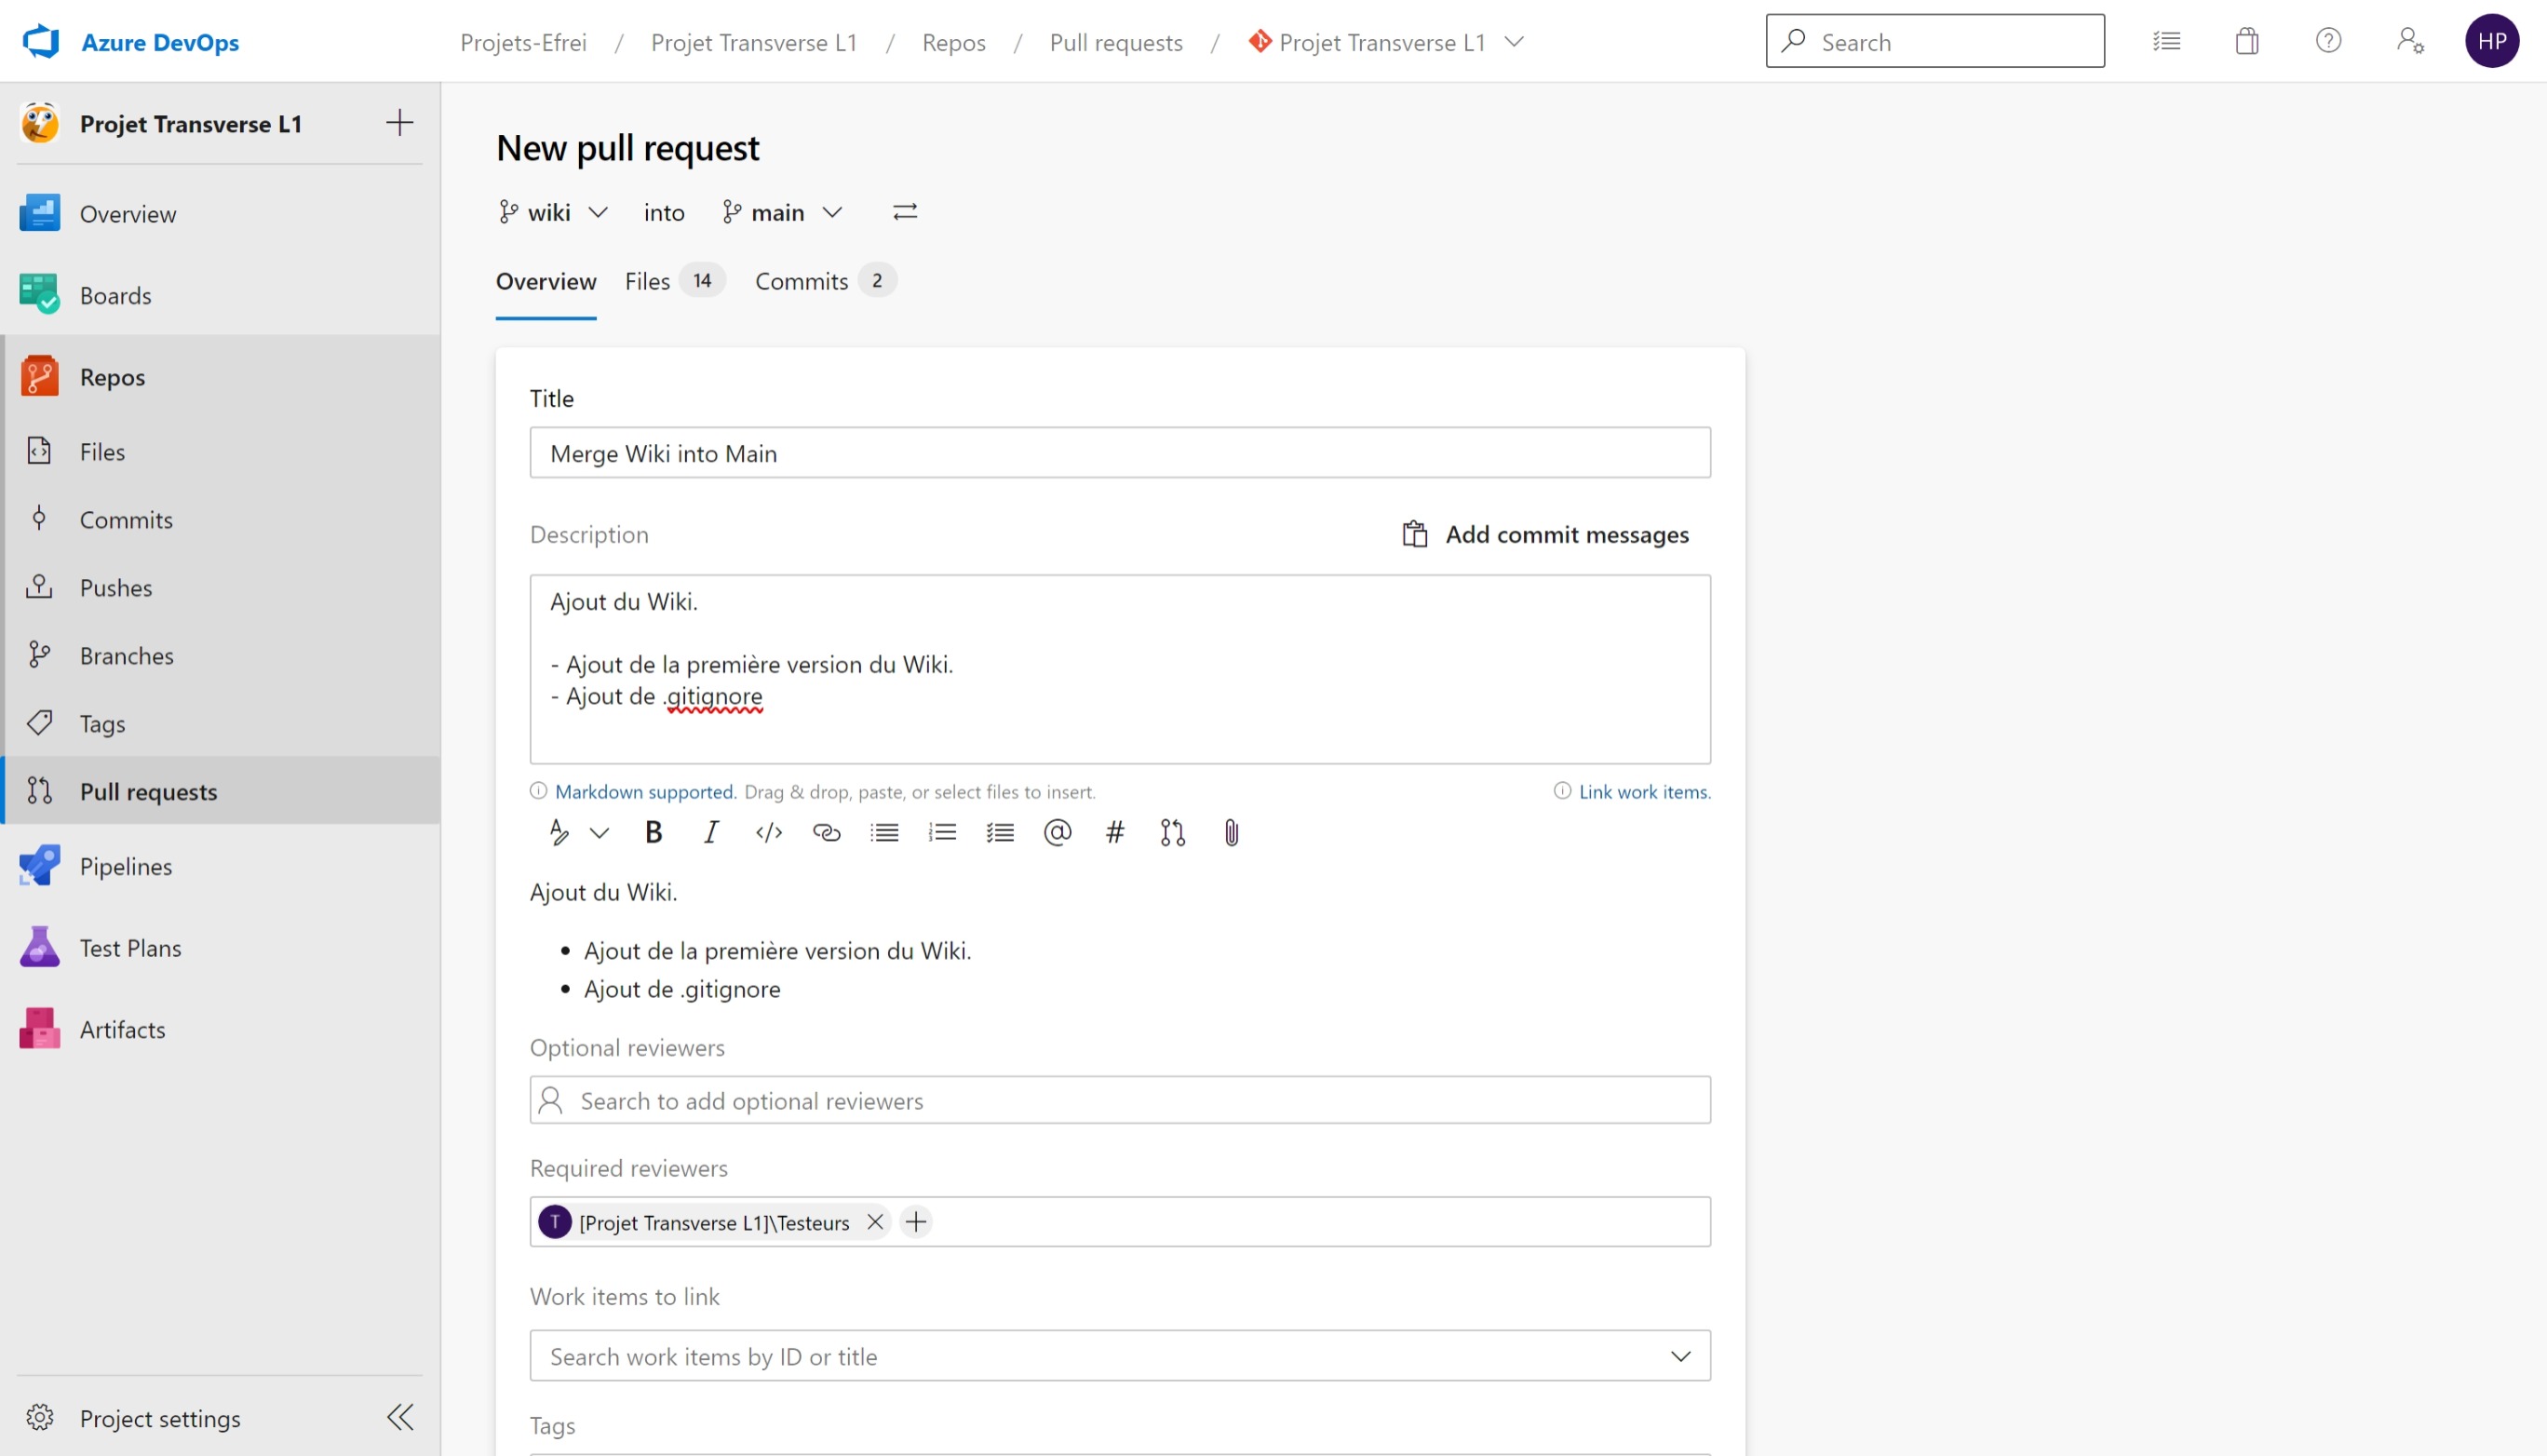 Azure DevOps
Projets-Efrei / Projet Transverse L1 / Repos / Pull requests / Projet Transverse L1
Search
HP
Projet Transverse L1
Overview
Boards
Repos
Files
Commits
Pushes
Branches
Tags
Pull requests
Pipelines
Test Plans
Artifacts
Project settings
New pull request
wiki into main
Overview Files 14 Commits 2
Title
Merge Wiki into Main
Description Add commit messages
Ajout du Wiki.
- Ajout de la première version du Wiki.
- Ajout de .gitignore
Markdown supported. Drag & drop, paste, or select files to insert. Link work items.
Ajout du Wiki.
• Ajout de la première version du Wiki.
• Ajout de .gitignore
Optional reviewers
Search to add optional reviewers
Required reviewers
T [Projet Transverse L1]\Testeurs
Work items to link
Search work items by ID or title
Tags